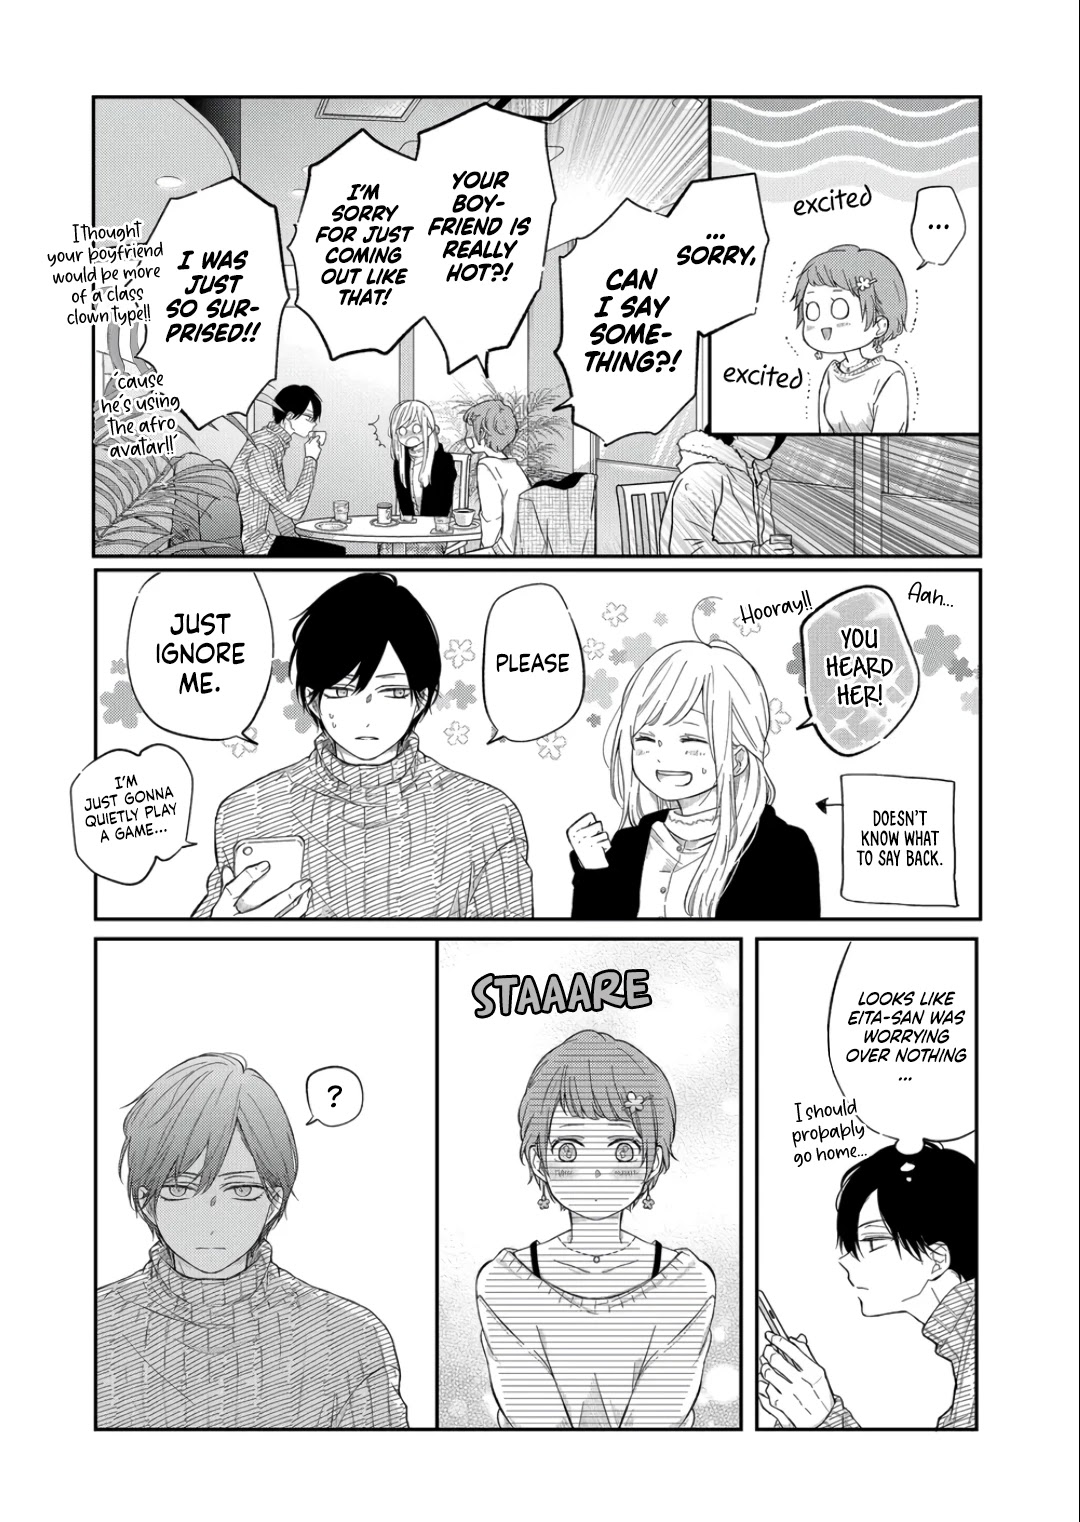 ...
excited
excited
...
SORRY,
CAN
I SAY
SOME-
THING?!
YOUR
BOY-
FRIEND IS
REALLY
HOT?!
I'M
SORRY
FOR JUST
COMING
OUT LIKE
THAT!
I WAS
JUST
SO SUR-
PRISED!!
I thought
your boyfriend
would be more
of a class
clown type!!
'cause
he's using
the afro
avatar!!
Aah...
YOU
HEARD
HER!
Hooray!!
DOESN'T
KNOW WHAT
TO SAY BACK.
PLEASE
JUST
IGNORE
ME.
I'M
JUST GONNA
QUIETLY PLAY
A GAME...
LOOKS LIKE
EITA-SAN WAS
WORRYING
OVER NOTHING
...
I should
probably
go home...
STAAARE
?